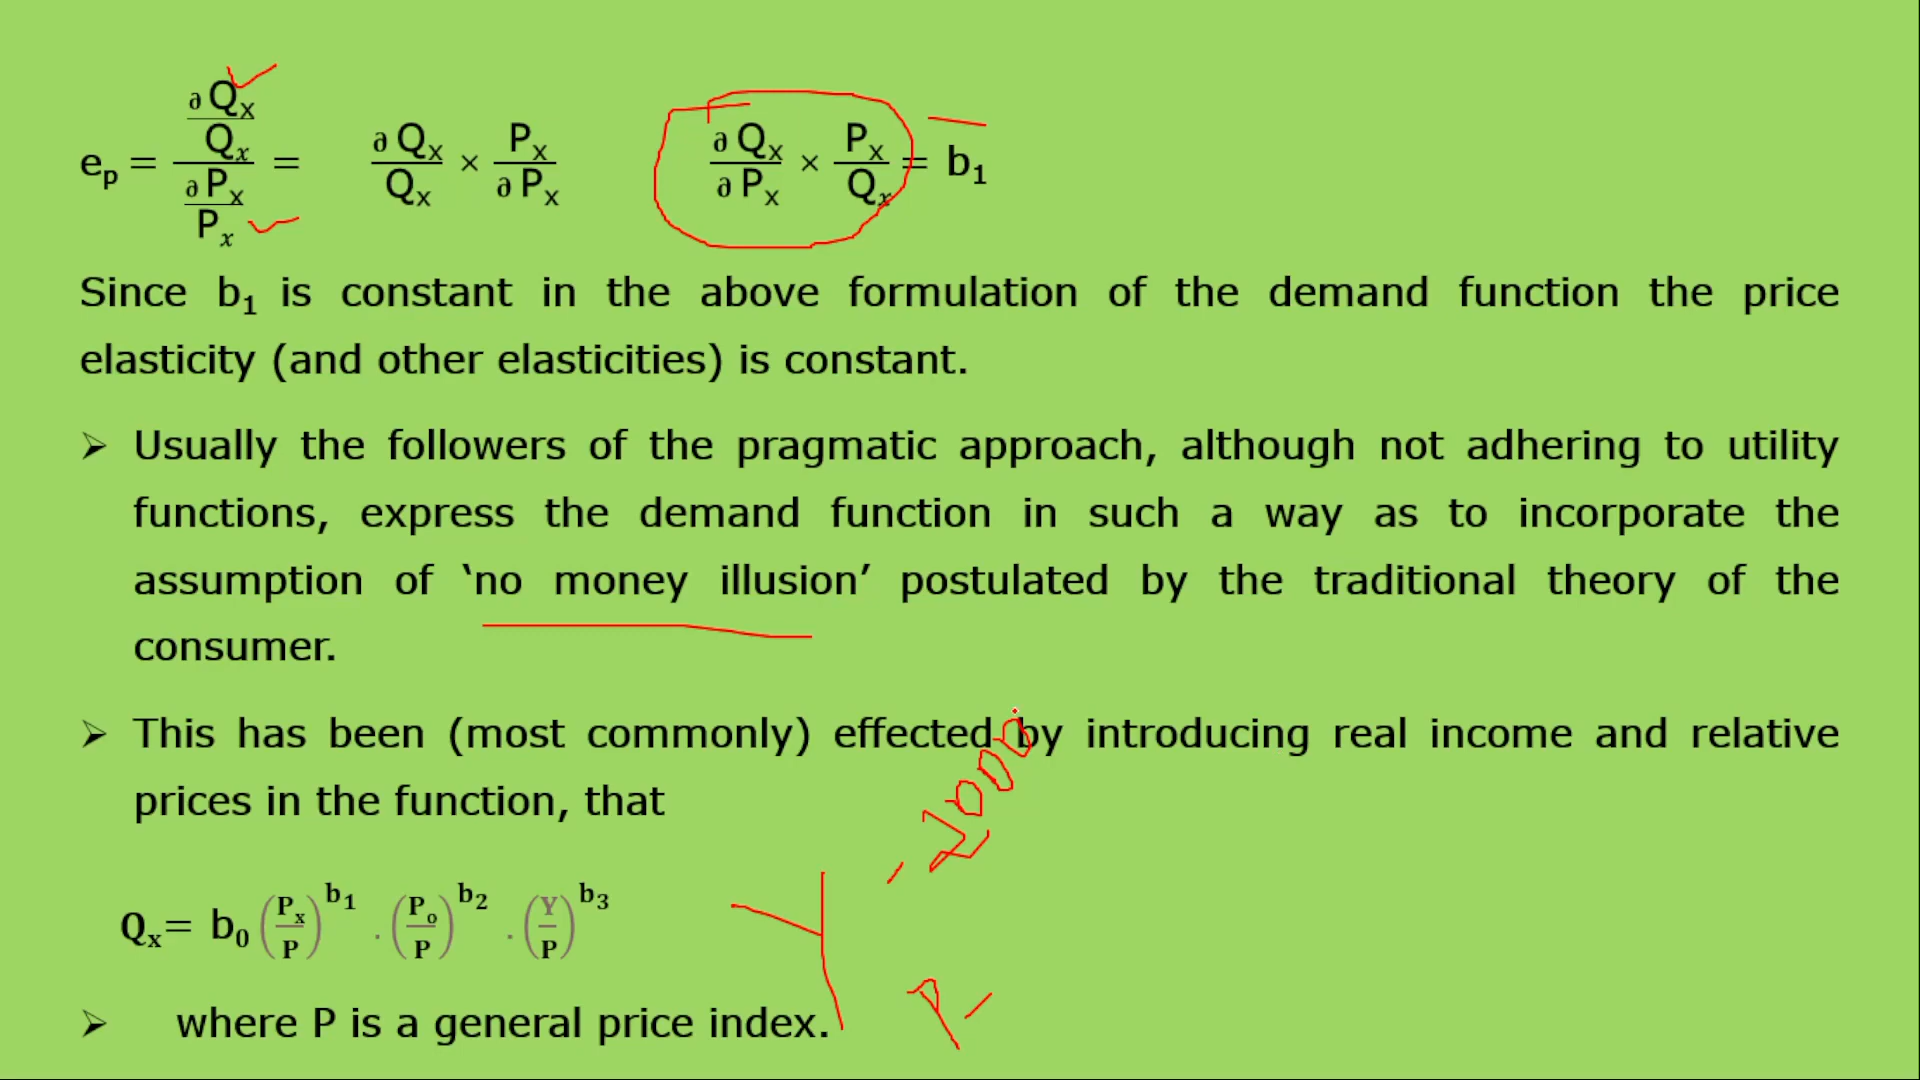 e_p = (∂Q_x/Q_x)/(∂P_x/P_x) = ∂Q_x/Q_x × P_x/∂P_x ∂Q_x/∂P_x × P_x/Q_x = b_1
Since b_1 is constant in the above formulation of the demand function the price
elasticity (and other elasticities) is constant.
➢ Usually the followers of the pragmatic approach, although not adhering to utility
functions, express the demand function in such a way as to incorporate the
assumption of ‘no money illusion’ postulated by the traditional theory of the
consumer.
➢ This has been (most commonly) effected by introducing real income and relative
prices in the function, that
- 2000
Q_x = b_0 (P_x/P)^b_1 . (P_o/P)^b_2 . (Y/P)^b_3
Y
P -
➢ where P is a general price index.